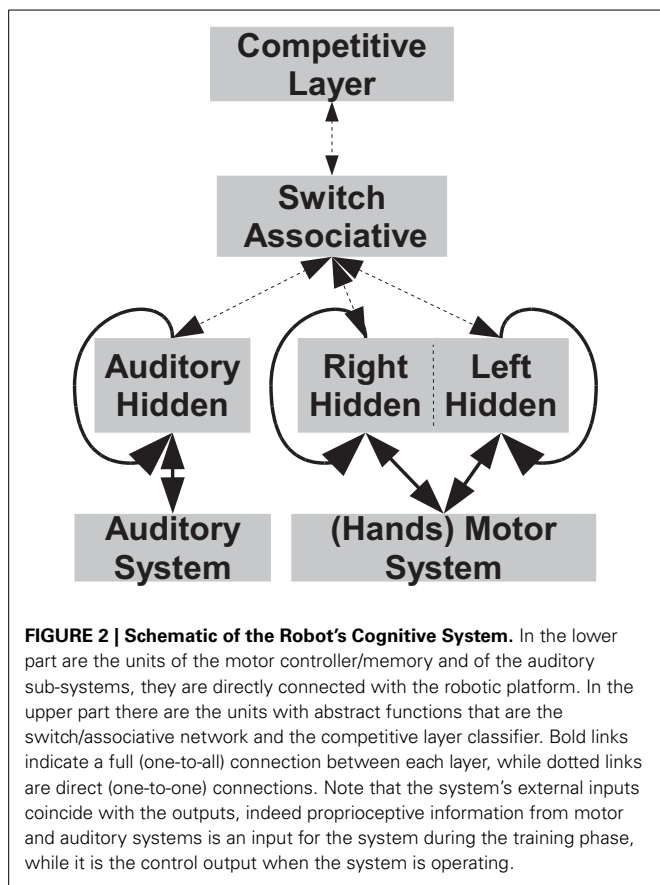 Competitive
Layer
Switch
Associative
Auditory
Hidden
Right
Hidden
Left
Hidden
Auditory
System
(Hands) Motor
System
FIGURE 2 | Schematic of the Robot's Cognitive System. In the lower
part are the units of the motor controller/memory and of the auditory
sub-systems, they are directly connected with the robotic platform. In the
upper part there are the units with abstract functions that are the
switch/associative network and the competitive layer classifier. Bold links
indicate a full (one-to-all) connection between each layer, while dotted links
are direct (one-to-one) connections. Note that the system's external inputs
coincide with the outputs, indeed proprioceptive information from motor
and auditory systems is an input for the system during the training phase,
while it is the control output when the system is operating.